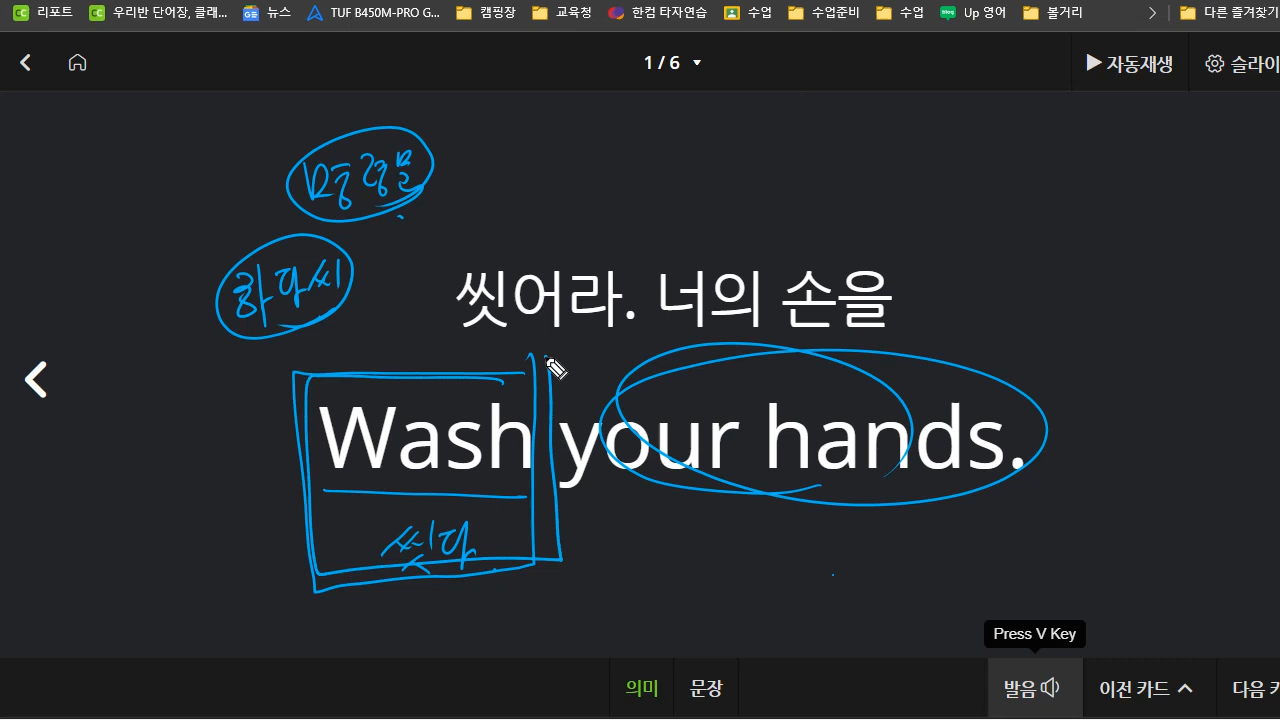 리포트 우리반 단어장, 클래... 뉴스 TUF B450M-PRO G... 캠핑장 교육청 한컴 타자연습 수업 수업준비 수업 Up 영어 볼거리 다른 즐겨찾기
1 / 6 자동재생 슬라이
명령문
하다씨
씻어라. 너의 손을
Wash your hands.
씻다
Press V Key
의미 문장 발음 이전 카드 다음 카